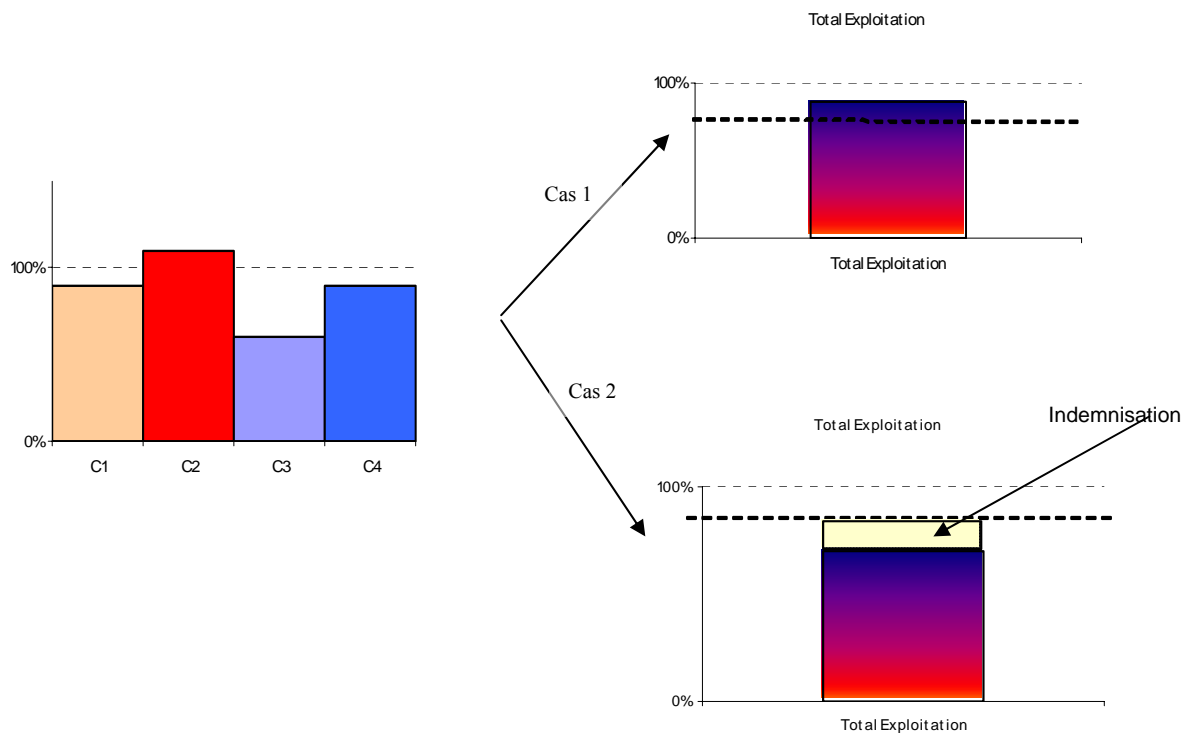 100%
0%
C1 C2 C3 C4
Cas 1
Cas 2
Total Exploitation
100%
0%
Total Exploitation
Indemnisation
Total Exploitation
100%
0%
Total Exploitation